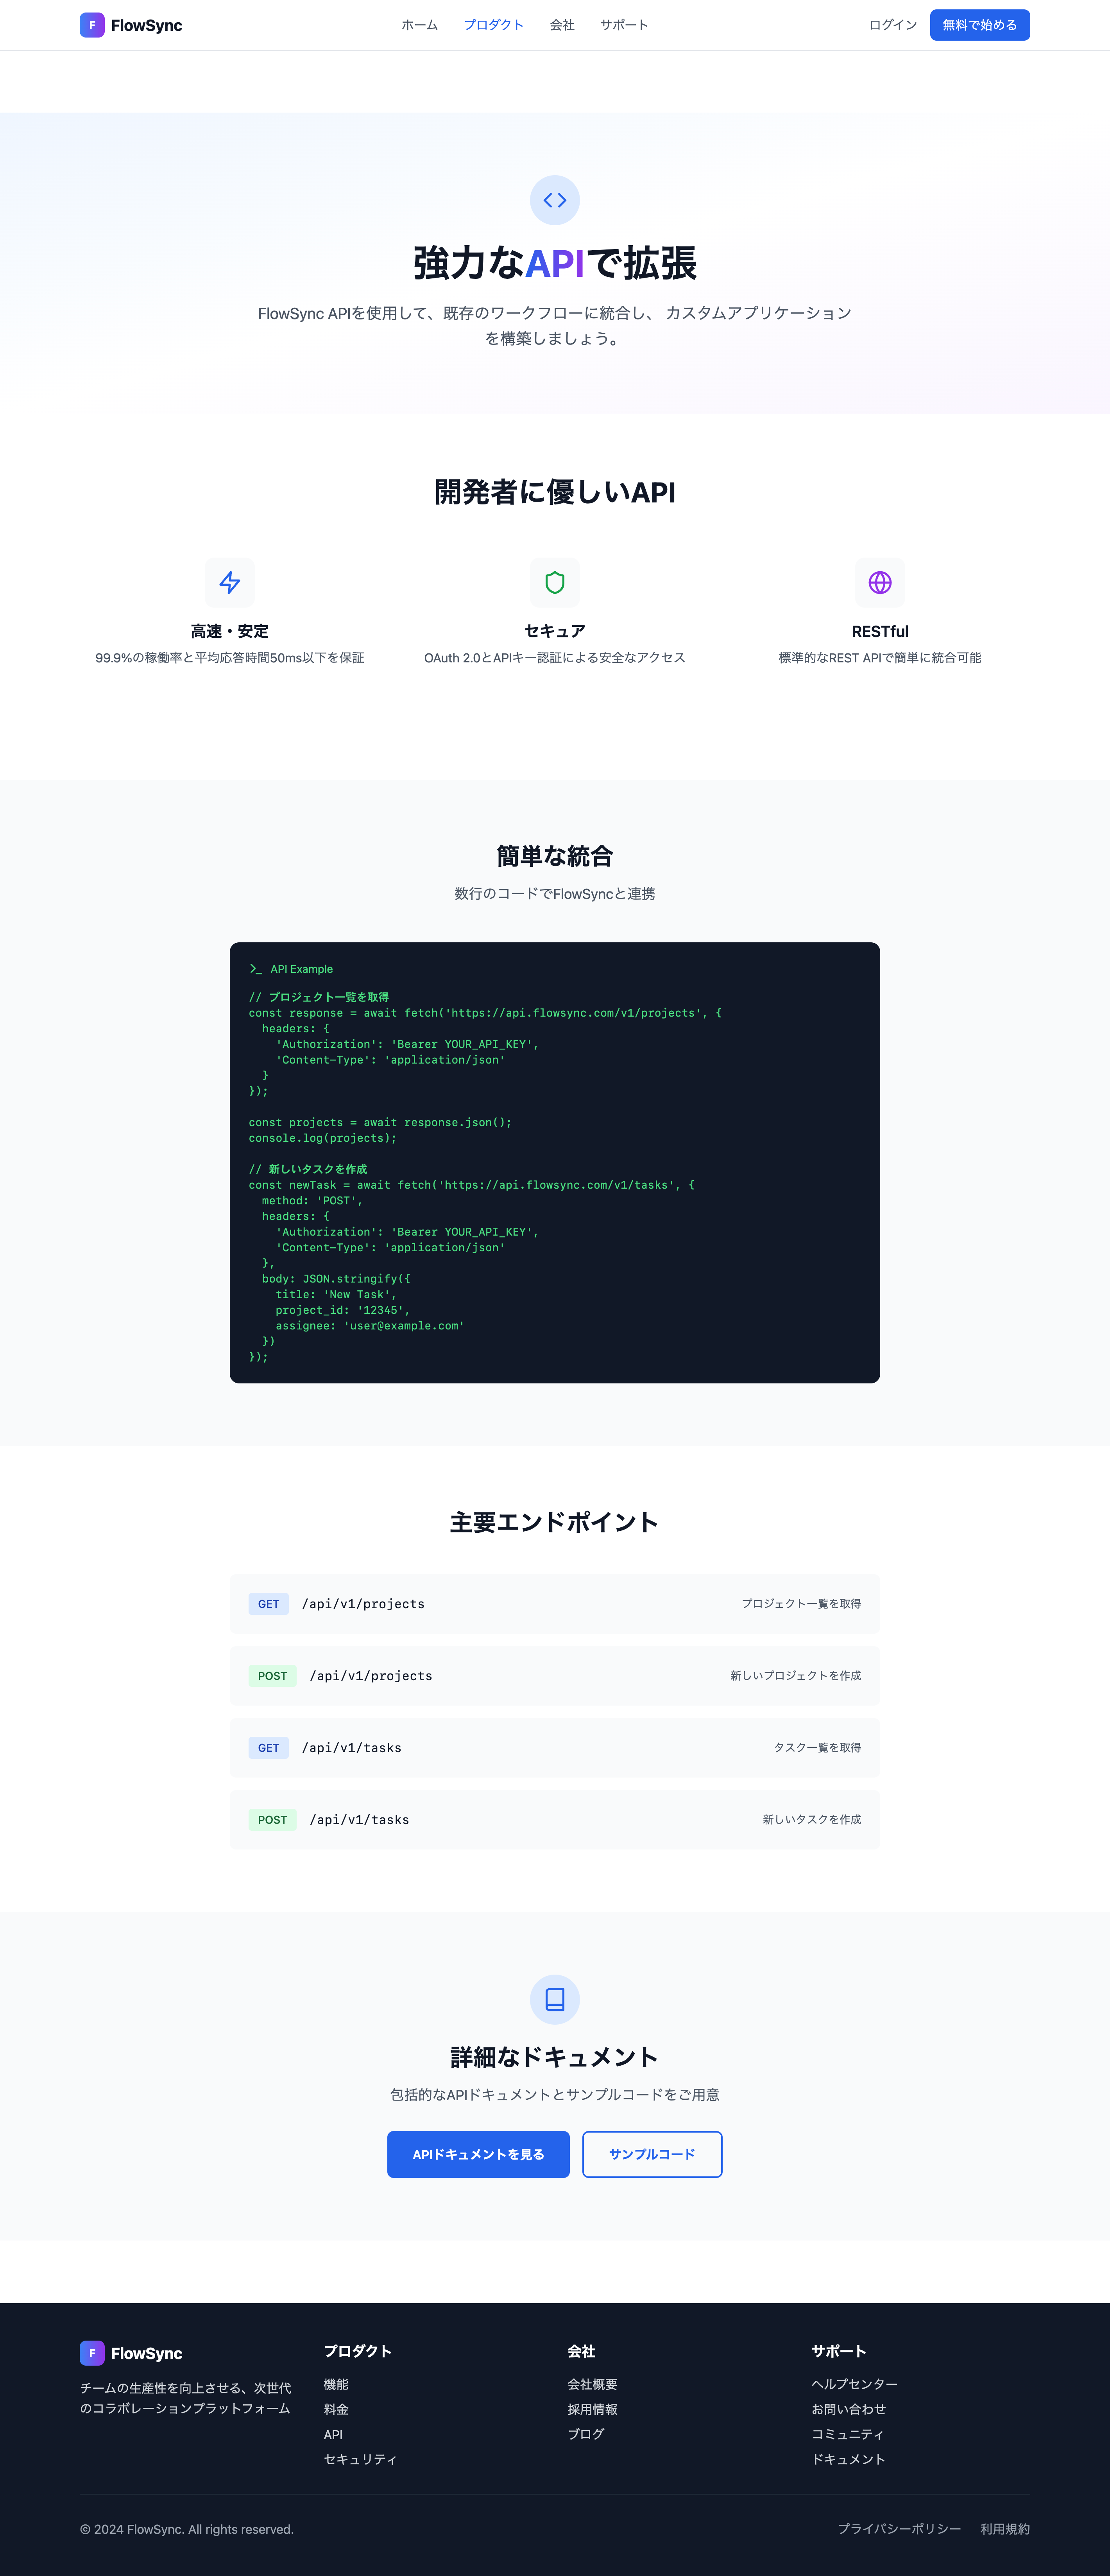 F FlowSync ホーム プロダクト 会社 サポート ログイン 無料で始める
強力なAPIで拡張
FlowSync APIを使用して、既存のワークフローに統合し、 カスタムアプリケーション
を構築しましょう。
開発者に優しいAPI
高速・安定
99.9%の稼働率と平均応答時間50ms以下を保証
セキュア
OAuth 2.0とAPIキー認証による安全なアクセス
RESTful
標準的なREST APIで簡単に統合可能
簡単な統合
数行のコードでFlowSyncと連携
API Example
// プロジェクト一覧を取得
const response = await fetch('https://api.flowsync.com/v1/projects', {
  headers: {
    'Authorization': 'Bearer YOUR_API_KEY',
    'Content-Type': 'application/json'
  }
});
const projects = await response.json();
console.log(projects);
// 新しいタスクを作成
const newTask = await fetch('https://api.flowsync.com/v1/tasks', {
  method: 'POST',
  headers: {
    'Authorization': 'Bearer YOUR_API_KEY',
    'Content-Type': 'application/json'
  },
  body: JSON.stringify({
    title: 'New Task',
    project_id: '12345',
    assignee: 'user@example.com'
  })
});
主要エンドポイント
GET /api/v1/projects プロジェクト一覧を取得
POST /api/v1/projects 新しいプロジェクトを作成
GET /api/v1/tasks タスク一覧を取得
POST /api/v1/tasks 新しいタスクを作成
詳細なドキュメント
包括的なAPIドキュメントとサンプルコードをご用意
APIドキュメントを見る サンプルコード
F FlowSync
チームの生産性を向上させる、次世代
のコラボレーションプラットフォーム
プロダクト
機能
料金
API
セキュリティ
会社
会社概要
採用情報
ブログ
サポート
ヘルプセンター
お問い合わせ
コミュニティ
ドキュメント
© 2024 FlowSync. All rights reserved. プライバシーポリシー 利用規約